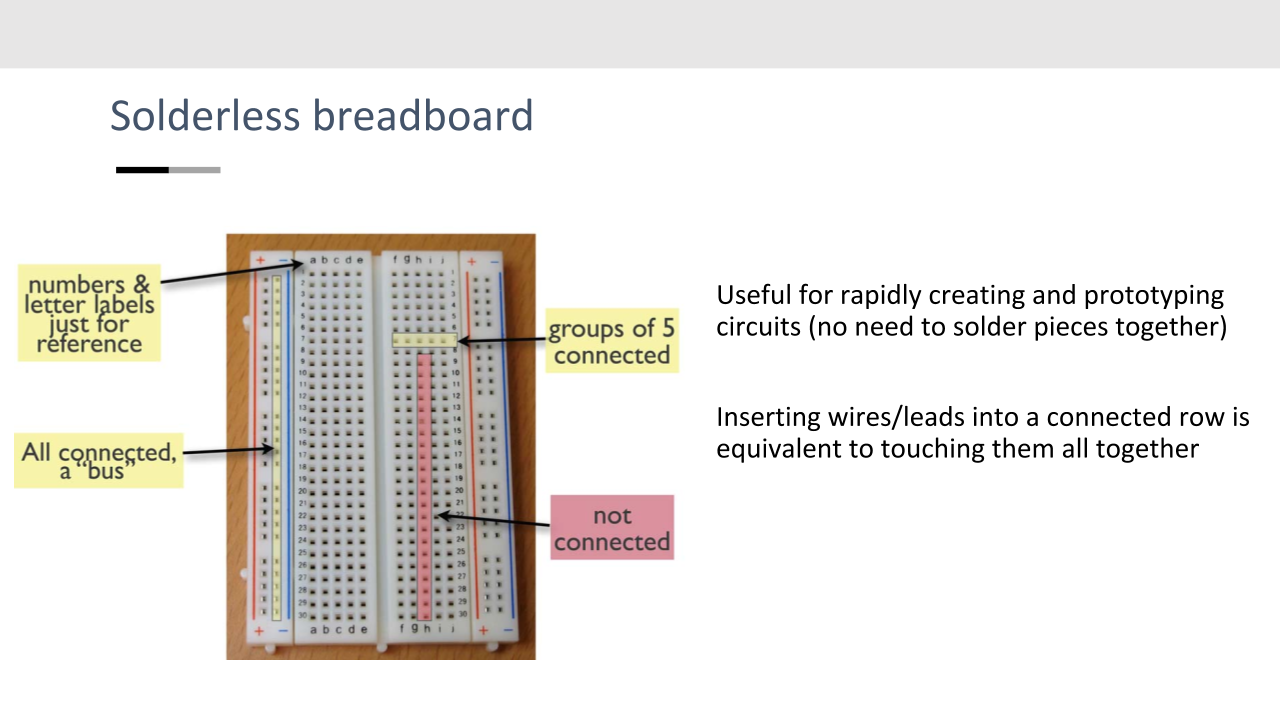 Solderless breadboard
numbers &
letter labels
just for
reference
All connected,
a “bus”
groups of 5
connected
not
connected
Useful for rapidly creating and prototyping
circuits (no need to solder pieces together)
Inserting wires/leads into a connected row is
equivalent to touching them all together
+ − a b c d e f g h i j + −
1
2
3
4
5
6
7
8
9
10
11
12
13
14
15
16
17
18
19
20
21
22
23
24
25
26
27
28
29
30
+ − a b c d e f g h i j + −